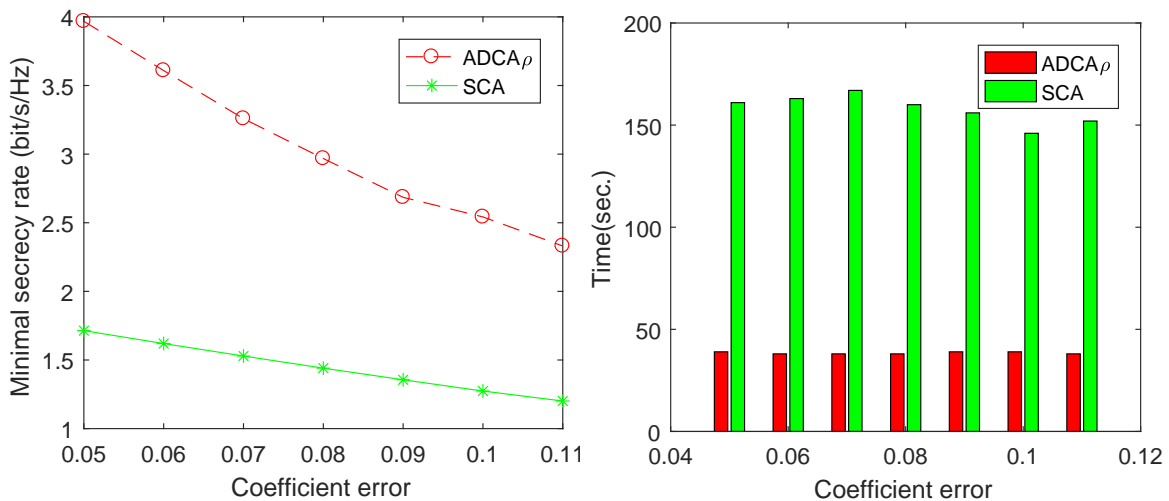 4
3.5
3
2.5
2
1.5
1
Minimal secrecy rate (bit/s/Hz)
ADCAρ
SCA
0.05 0.06 0.07 0.08 0.09 0.1 0.11
Coefficient error
200
150
100
50
0
Time(sec.)
ADCAρ
SCA
0.04 0.06 0.08 0.1 0.12
Coefficient error